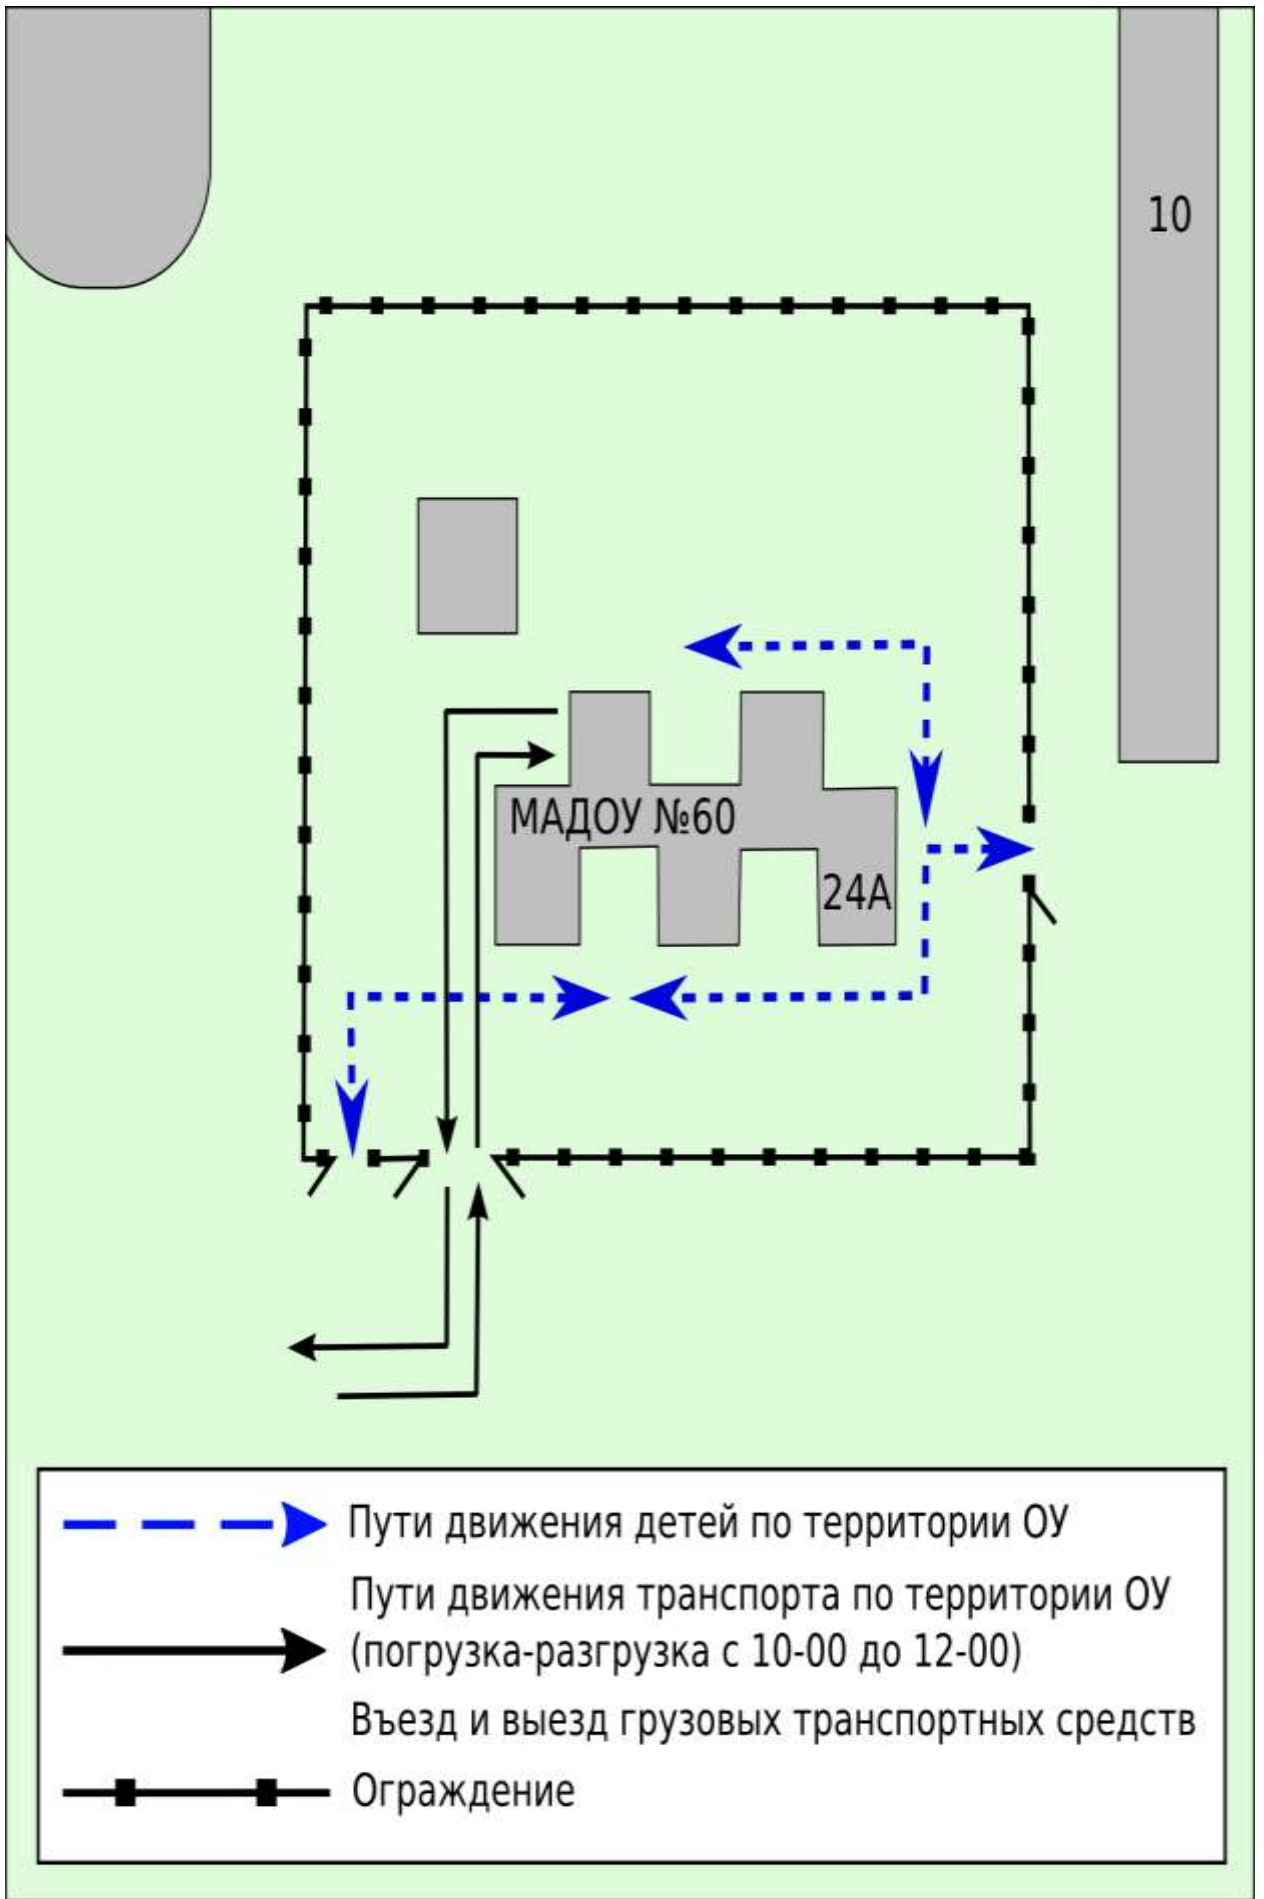 10
МАДОУ №60
24А
Пути движения детей по территории ОУ
Пути движения транспорта по территории ОУ
(погрузка-разгрузка с 10-00 до 12-00)
Въезд и выезд грузовых транспортных средств
Ограждение